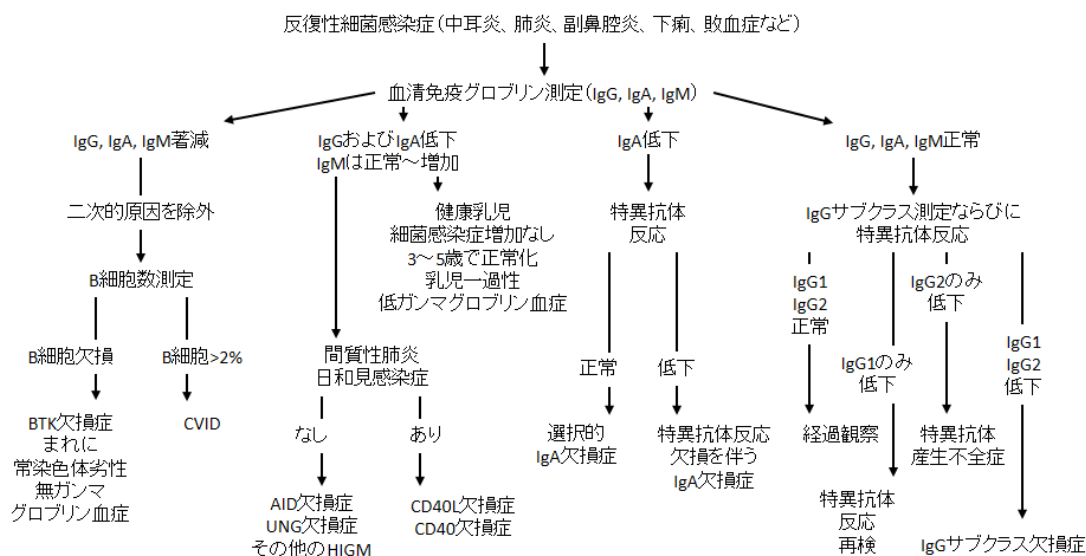 反復性細菌感染症(中耳炎、肺炎、副鼻腔炎、下痢、敗血症など)
血清免疫グロブリン測定(IgG, IgA, IgM)
IgG, IgA, IgM著減
IgGおよびIgA低下
IgMは正常〜増加
IgA低下
IgG, IgA, IgM正常
二次的原因を除外
健康乳児
細菌感染症増加なし
3〜5歳で正常化
乳児一過性
低ガンマグロブリン血症
特異抗体
反応
IgGサブクラス測定ならびに
特異抗体反応
B細胞数測定
IgG1
IgG2
正常
IgG2のみ
低下
B細胞欠損
B細胞>2%
間質性肺炎
日和見感染症
正常
低下
IgG1のみ
低下
IgG1
IgG2
低下
BTK欠損症
まれに
常染色体劣性
無ガンマ
グロブリン血症
CVID
なし
あり
選択的
IgA欠損症
特異抗体反応
欠損を伴う
IgA欠損症
経過観察
特異抗体
産生不全症
AID欠損症
UNG欠損症
その他のHIGM
CD40L欠損症
CD40欠損症
特異抗体
反応
再検
IgGサブクラス欠損症